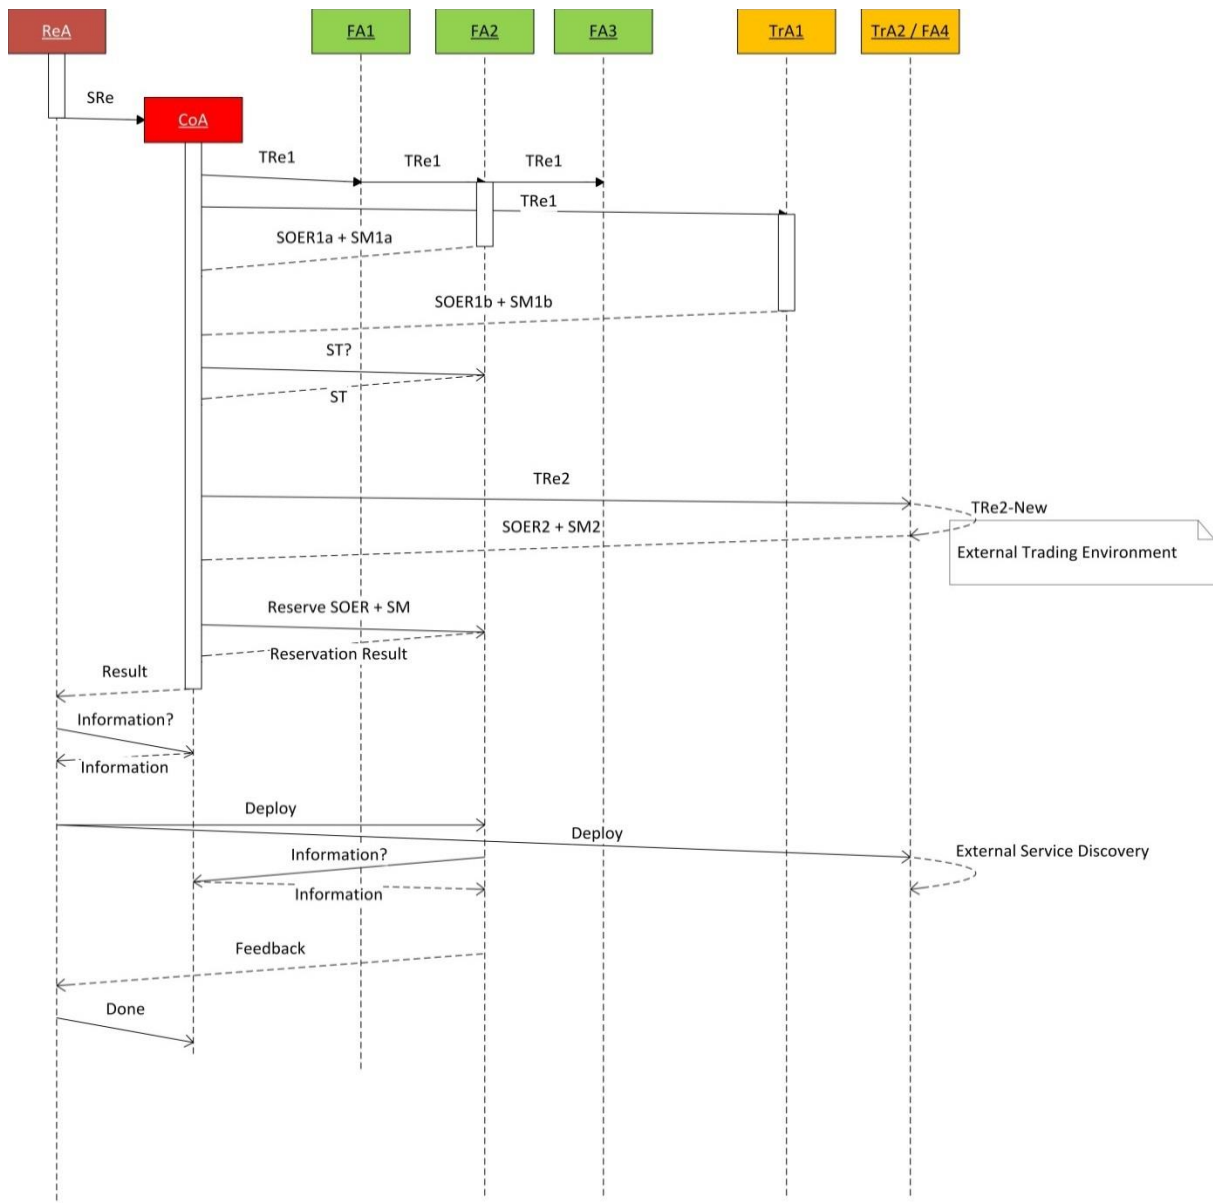 ReA
FA1
FA2
FA3
TrA1
TrA2 / FA4
SRe
CoA
TRe1
TRe1
TRe1
TRe1
SOER1a + SM1a
SOER1b + SM1b
ST?
ST
TRe2
TRe2-New
SOER2 + SM2
External Trading Environment
Reserve SOER + SM
Reservation Result
Result
Information?
Information
Deploy
Deploy
Information?
External Service Discovery
Information
Feedback
Done